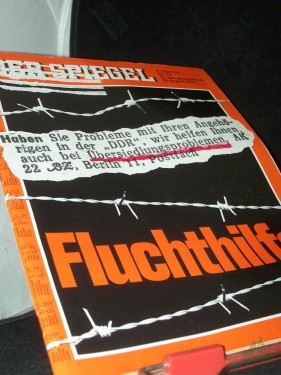 DER SPIEGEL
Haben Sie Probleme mit Ihren Angehö-
rigen in der „DDR", wir helfen Ihnen
auch bei Übersiedlungsproblemen AK
22 BZ, Berlin 11, Postfach
Fluchthilfe